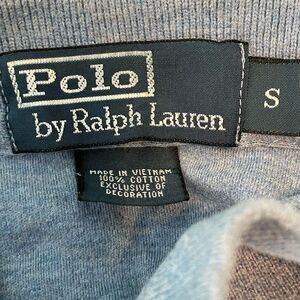 Polo
by Ralph Lauren
S
MADE IN VIETNAM
100% COTTON
EXCLUSIVE OF
DECORATION